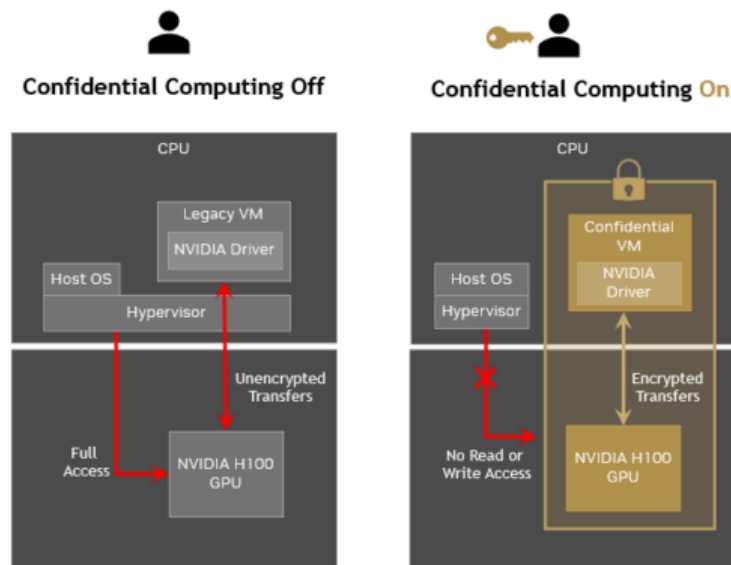 Confidential Computing Off
CPU
Legacy VM
NVIDIA Driver
Host OS
Hypervisor
Unencrypted
Transfers
Full
Access
NVIDIA H100
GPU
Confidential Computing On
CPU
Confidential
VM
NVIDIA
Driver
Host OS
Hypervisor
Encrypted
Transfers
No Read or
Write Access
NVIDIA H100
GPU